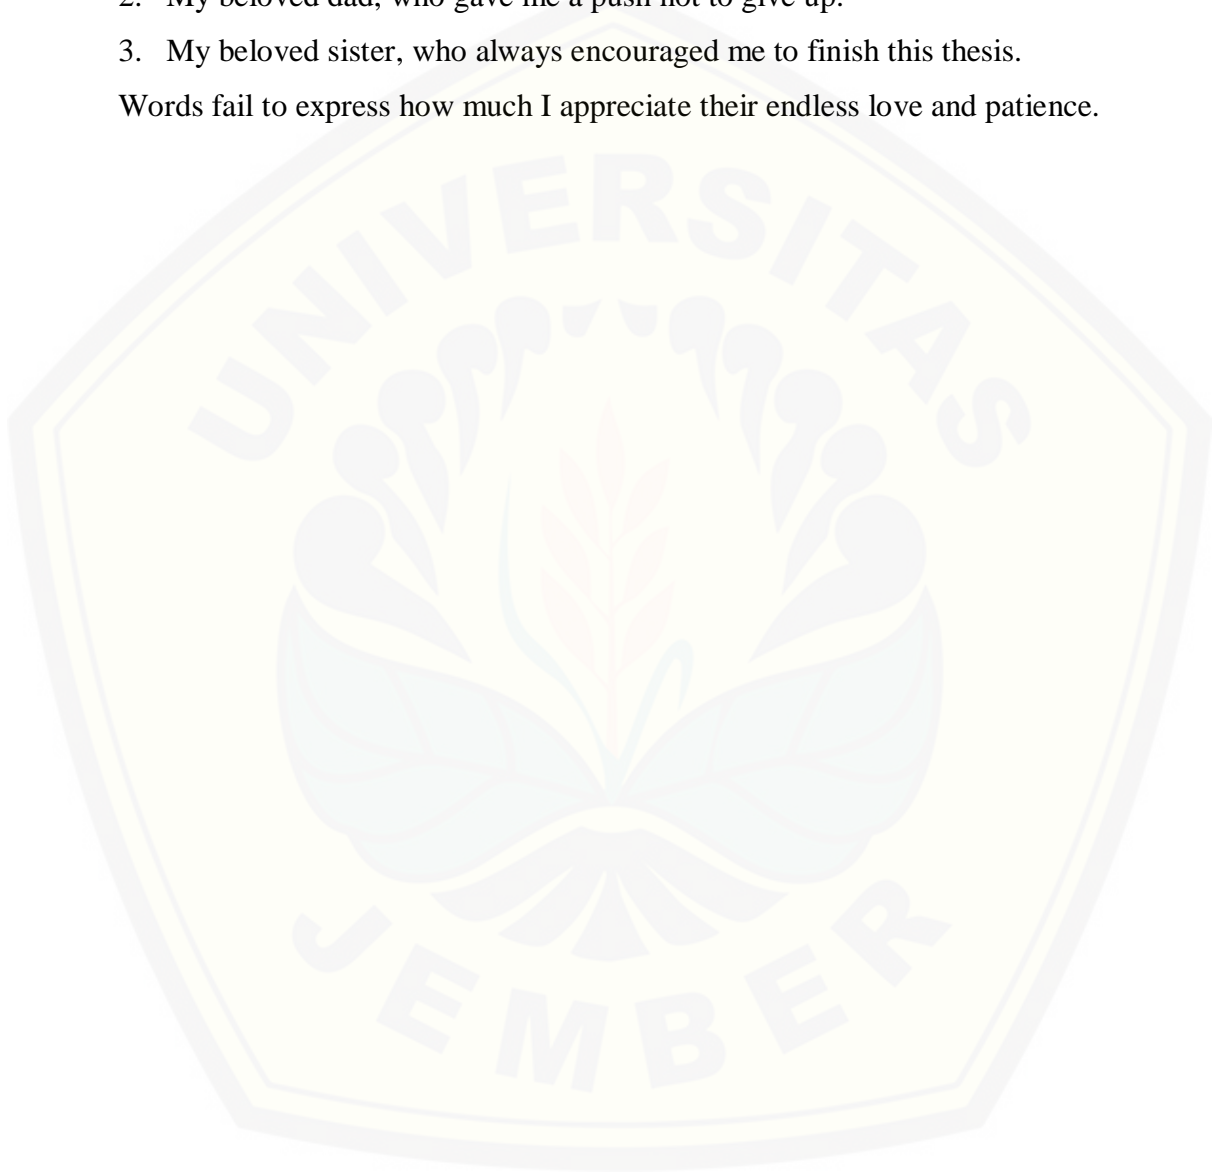 2. My beloved dad, who gave me a push not to give up.
3. My beloved sister, who always encouraged me to finish this thesis.
Words fail to express how much I appreciate their endless love and patience.
UNIVERSITAS
JEMBER